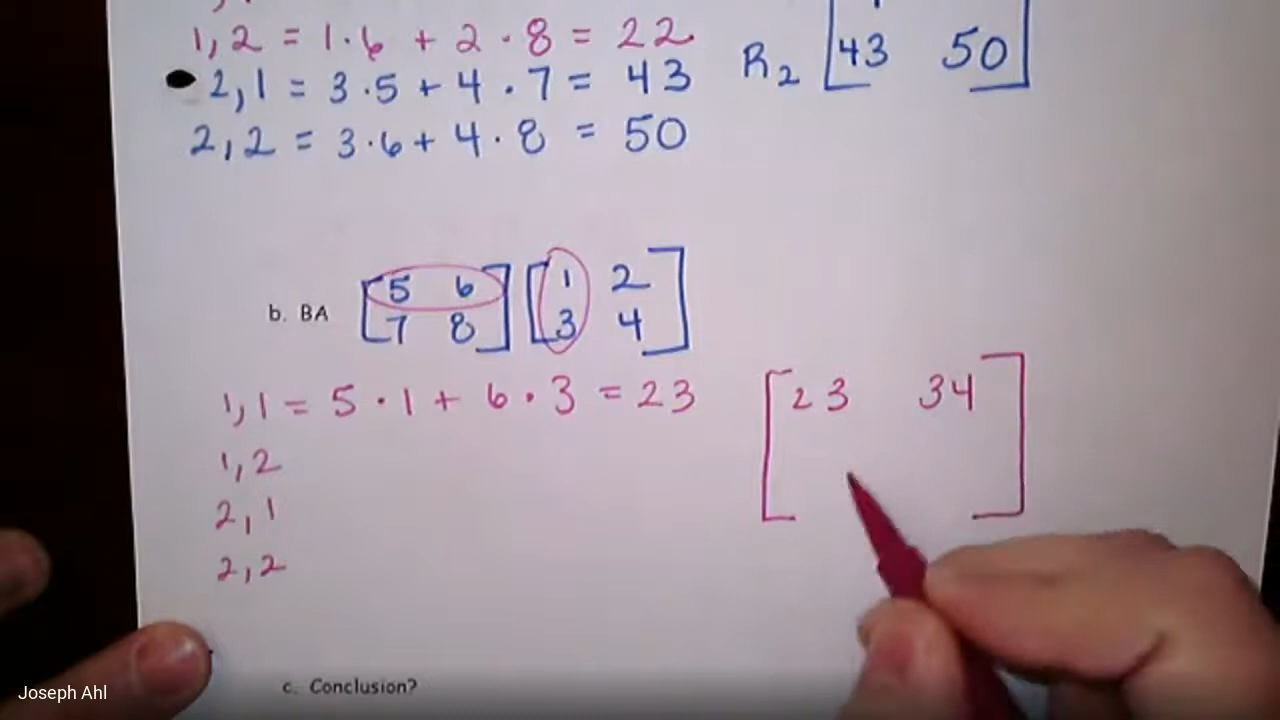 1,2 = 1·6 + 2·8 = 22
2,1 = 3·5 + 4·7 = 43
R2 43 50
2,2 = 3·6 + 4·8 = 50
b. BA
5 6 1 2
7 8 3 4
1,1 = 5·1 + 6·3 = 23
23 34
1,2
2,1
2,2
c. Conclusion?
Joseph Ahl